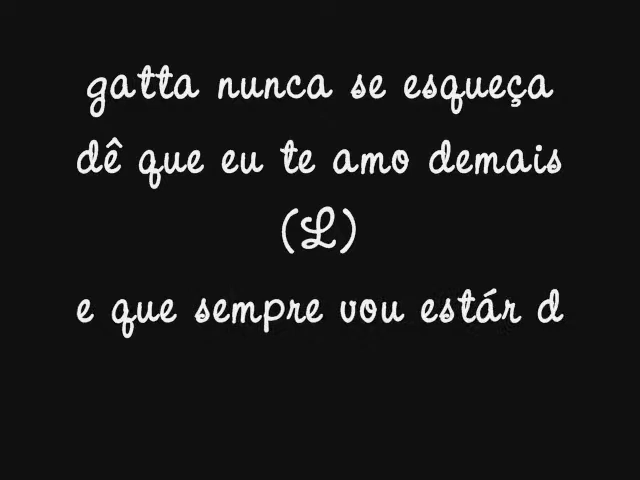 gatta nunca se esqueça
dê que eu te amo demais
(L)
e que sempre vou estár d